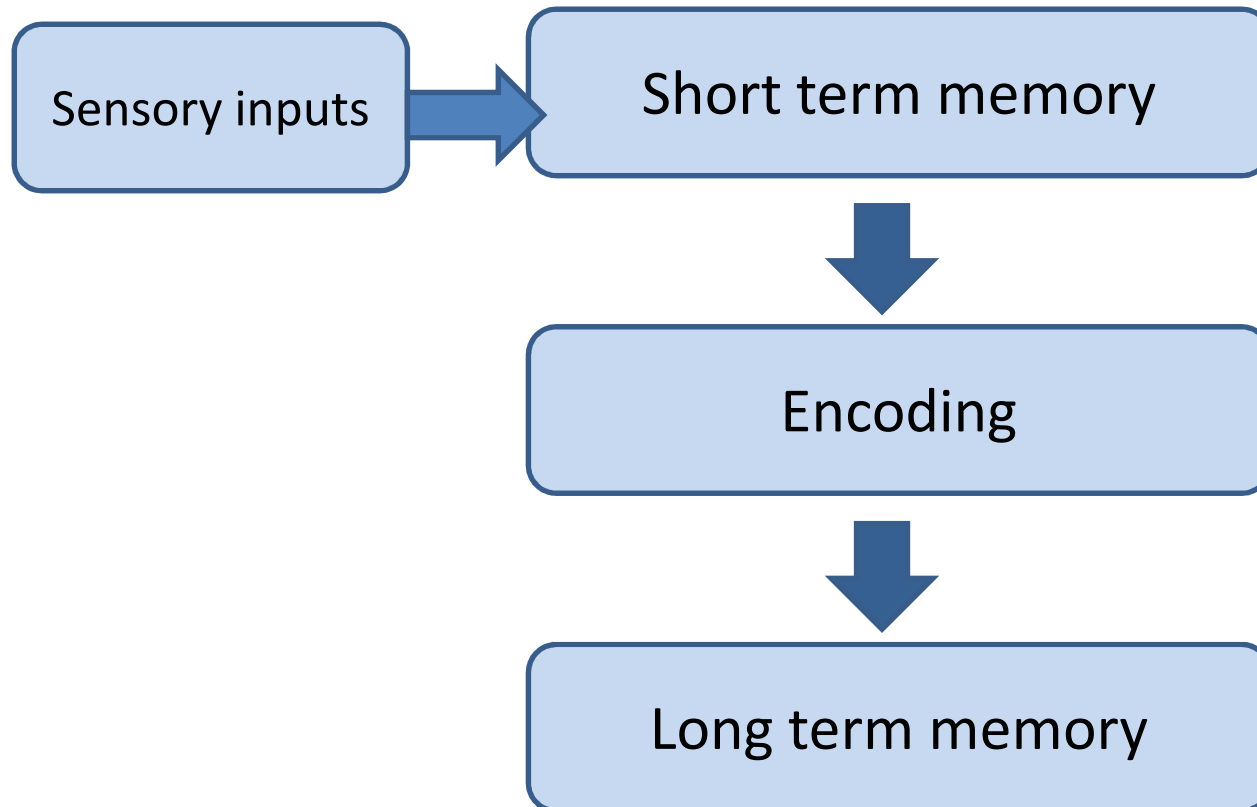 Sensory inputs
Short term memory
Encoding
Long term memory